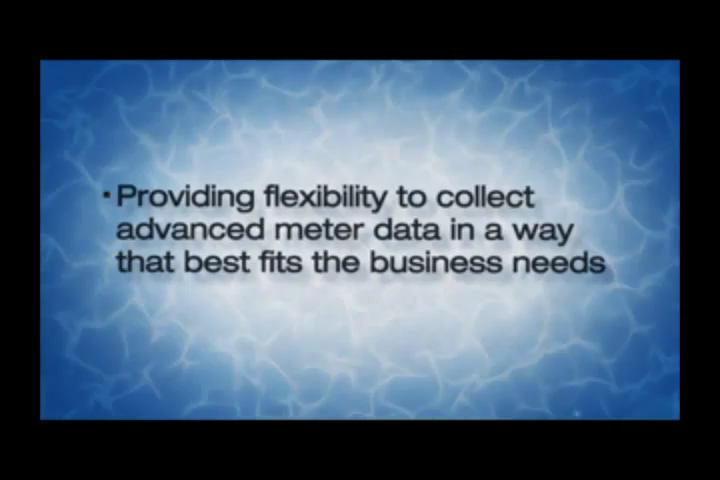 ▪ Providing flexibility to collect
advanced meter data in a way
that best fits the business needs